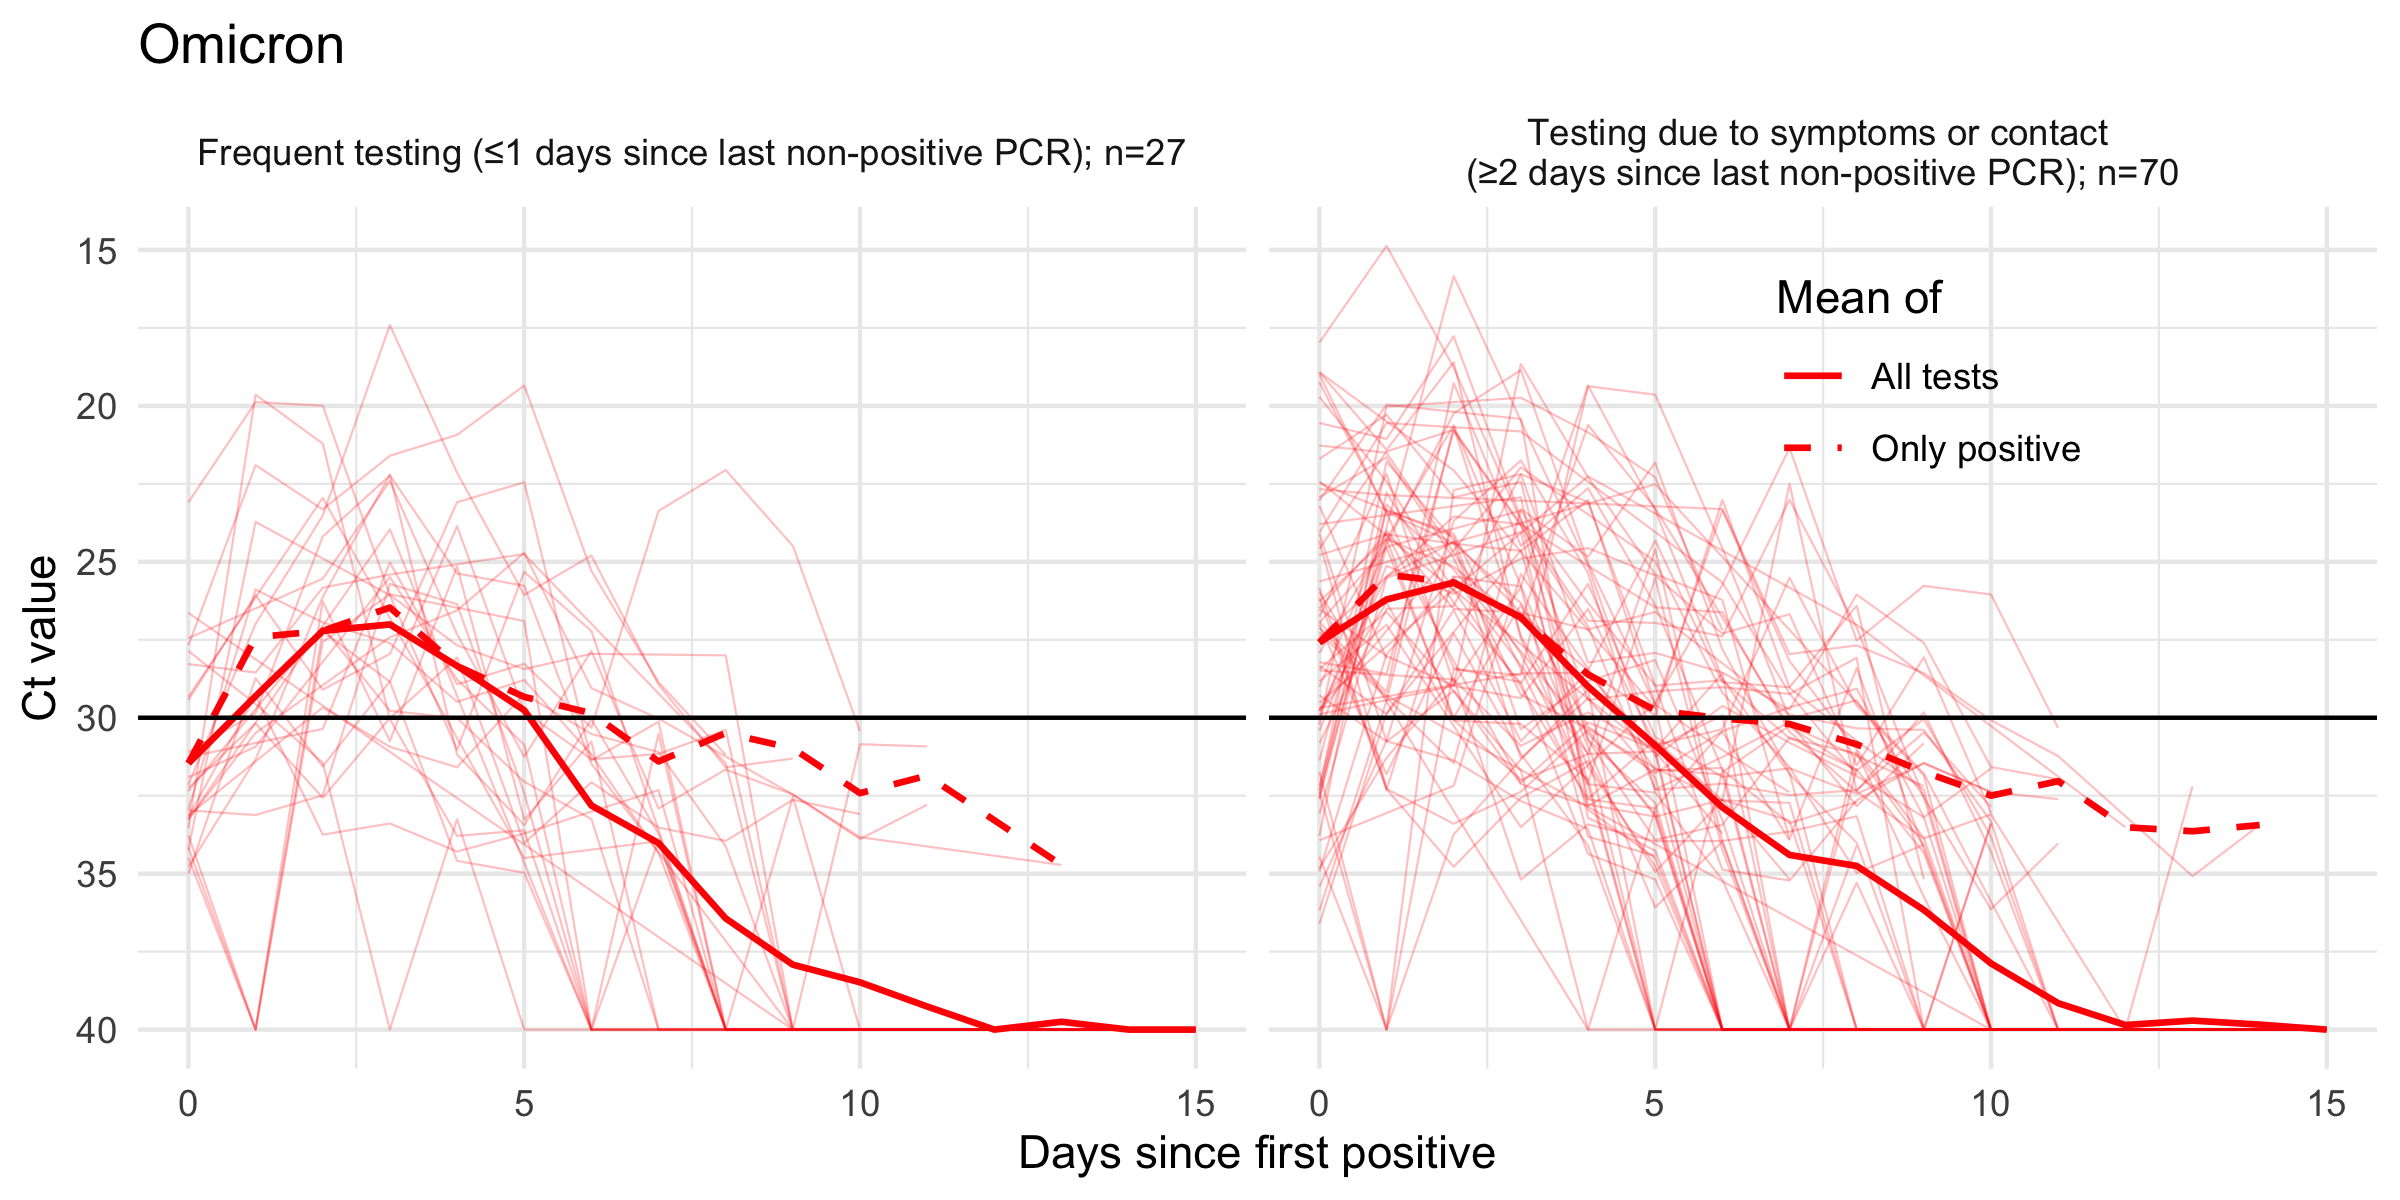 Omicron
Frequent testing (≤1 days since last non-positive PCR); n=27
Testing due to symptoms or contact
(≥2 days since last non-positive PCR); n=70
Mean of
All tests
Only positive
Ct value
15
20
25
30
35
40
0 5 10 15
0 5 10 15
Days since first positive